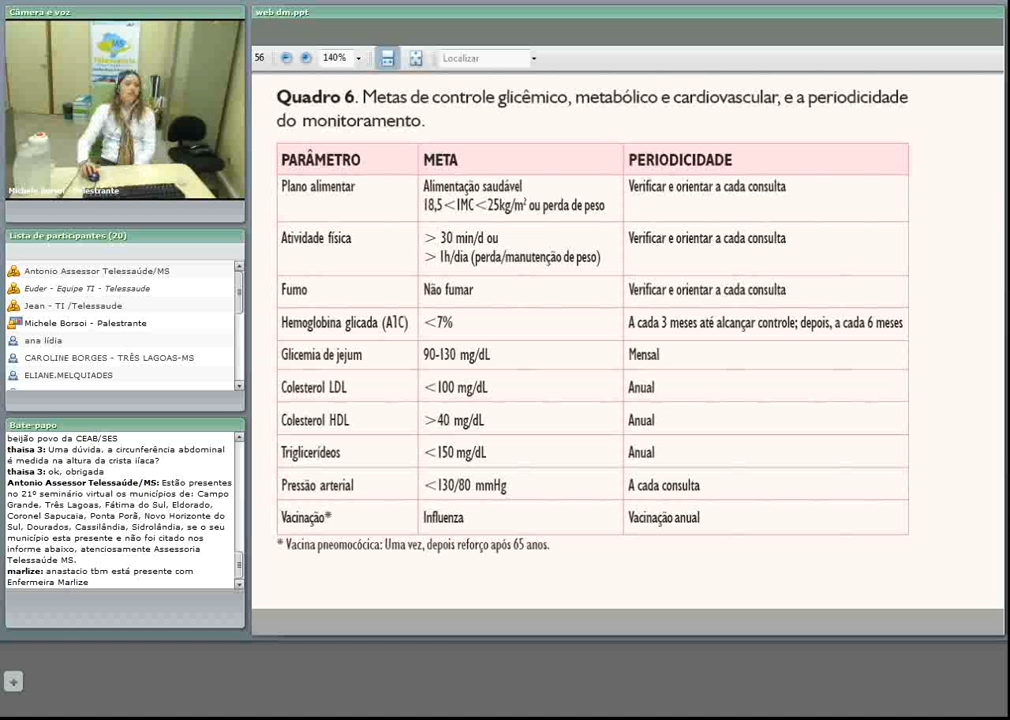 Câmera e voz
MS
Michele Borsoi - Palestrante
Lista de participantes (20)
Antonio Assessor Telessaúde/MS
Euder - Equipe TI - Telessaude
Jean - TI /Telessaude
Michele Borsoi - Palestrante
ana lídia
CAROLINE BORGES - TRÊS LAGOAS-MS
ELIANE.MELQUIADES
Bate-papo
beijão povo da CEAB/SES
thaisa 3: Uma dúvida, a circunferência abdominal
é medida na altura da crista ilíaca?
thaisa 3: ok, obrigada
Antonio Assessor Telessaúde/MS: Estão presentes
no 21º seminário virtual os municípios de: Campo
Grande, Três Lagoas, Fátima do Sul, Eldorado,
Coronel Sapucaia, Ponta Porã, Novo Horizonte do
Sul, Dourados, Cassilândia, Sidrolândia, se o seu
município esta presente e não foi citado nos
informe abaixo, atenciosamente Assessoria
Telessaúde MS.
marlize: anastacio tbm está presente com
Enfermeira Marlize
web dm.ppt
56 140% Localizar
Quadro 6. Metas de controle glicêmico, metabólico e cardiovascular, e a periodicidade
do monitoramento.
PARÂMETRO META PERIODICIDADE
Plano alimentar Alimentação saudável Verificar e orientar a cada consulta
18,5<IMC<25kg/m² ou perda de peso
Atividade física > 30 min/d ou Verificar e orientar a cada consulta
> 1h/dia (perda/manutenção de peso)
Fumo Não fumar Verificar e orientar a cada consulta
Hemoglobina glicada (A1C) <7% A cada 3 meses até alcançar controle; depois, a cada 6 meses
Glicemia de jejum 90-130 mg/dL Mensal
Colesterol LDL <100 mg/dL Anual
Colesterol HDL >40 mg/dL Anual
Triglicerídeos <150 mg/dL Anual
Pressão arterial <130/80 mmHg A cada consulta
Vacinação* Influenza Vacinação anual
* Vacina pneomocócica: Uma vez, depois reforço após 65 anos.